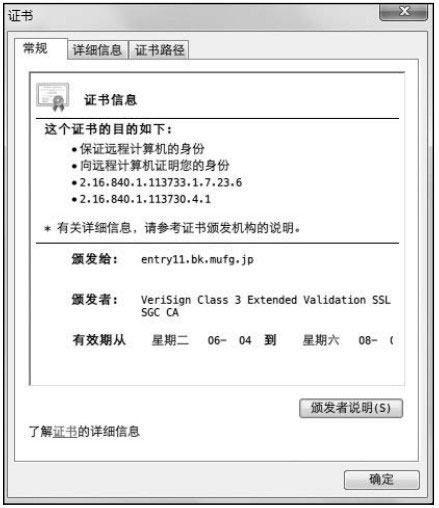 证书
常规 详细信息 证书路径
证书信息
这个证书的目的如下:
•保证远程计算机的身份
•向远程计算机证明您的身份
•2.16.840.1.113733.1.7.23.6
•2.16.840.1.113730.4.1
* 有关详细信息, 请参考证书颁发机构的说明。
颁发给: entry11.bk.mufg.jp
颁发者: VeriSign Class 3 Extended Validation SSL
SGC CA
有效期从 星期二 06- 04 到 星期六 08-
颁发者说明(S)
了解证书的详细信息
确定